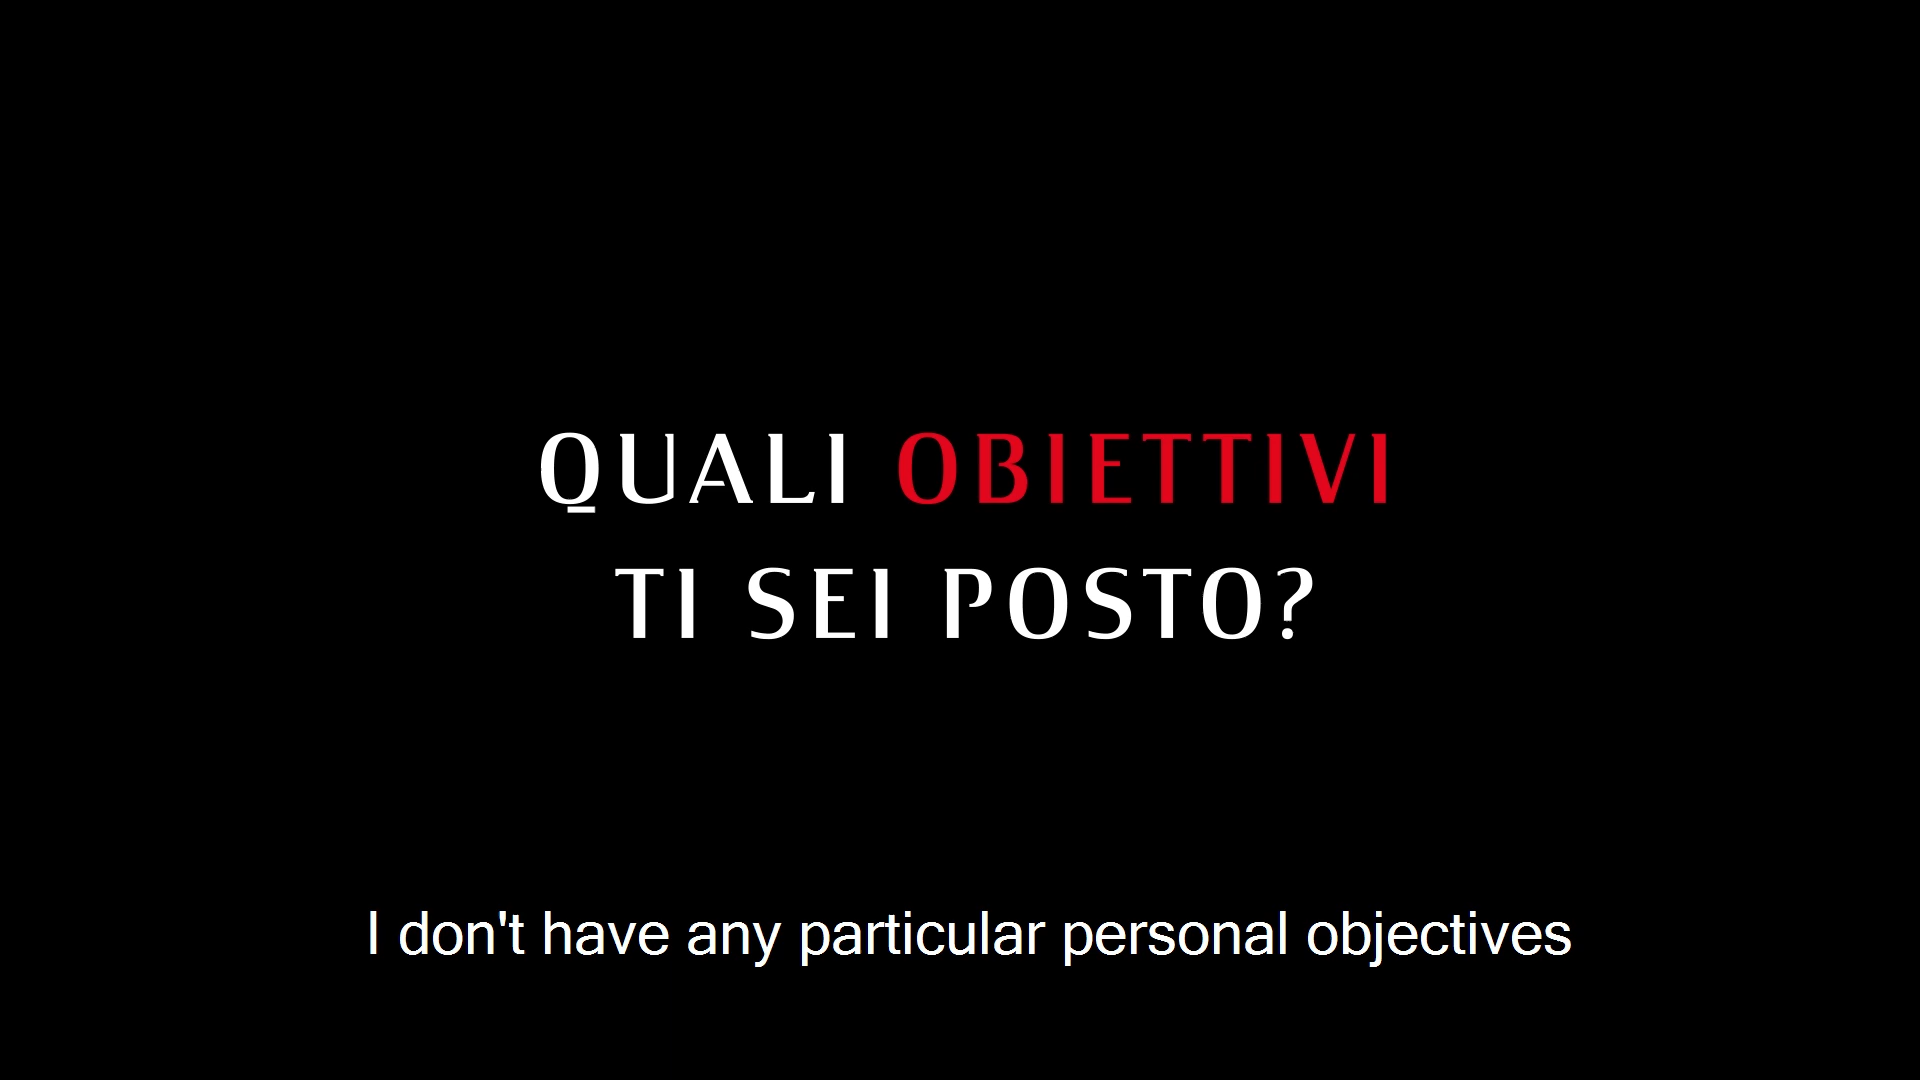 QUALI OBIETTIVI
TI SEI POSTO?
I don't have any particular personal objectives